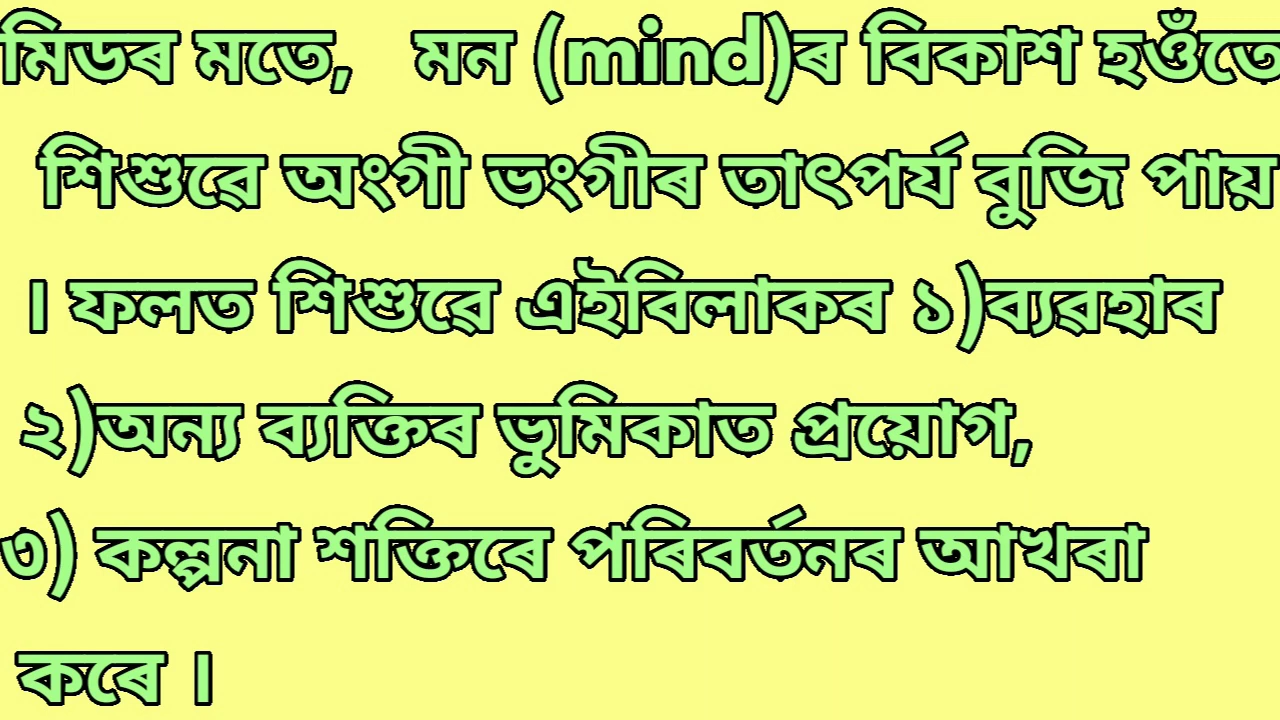 মিডৰ মতে, মন (mind)ৰ বিকাশ হওঁতে
শিশুৱে অংগী ভংগীৰ তাৎপৰ্য বুজি পায়
। ফলত শিশুৱে এইবিলাকৰ ১)ব্যৱহাৰ
২)অন্য ব্যক্তিৰ ভুমিকাত প্ৰয়োগ,
৩) কল্পনা শক্তিৰে পৰিবৰ্তনৰ আখৰা
কৰে ।